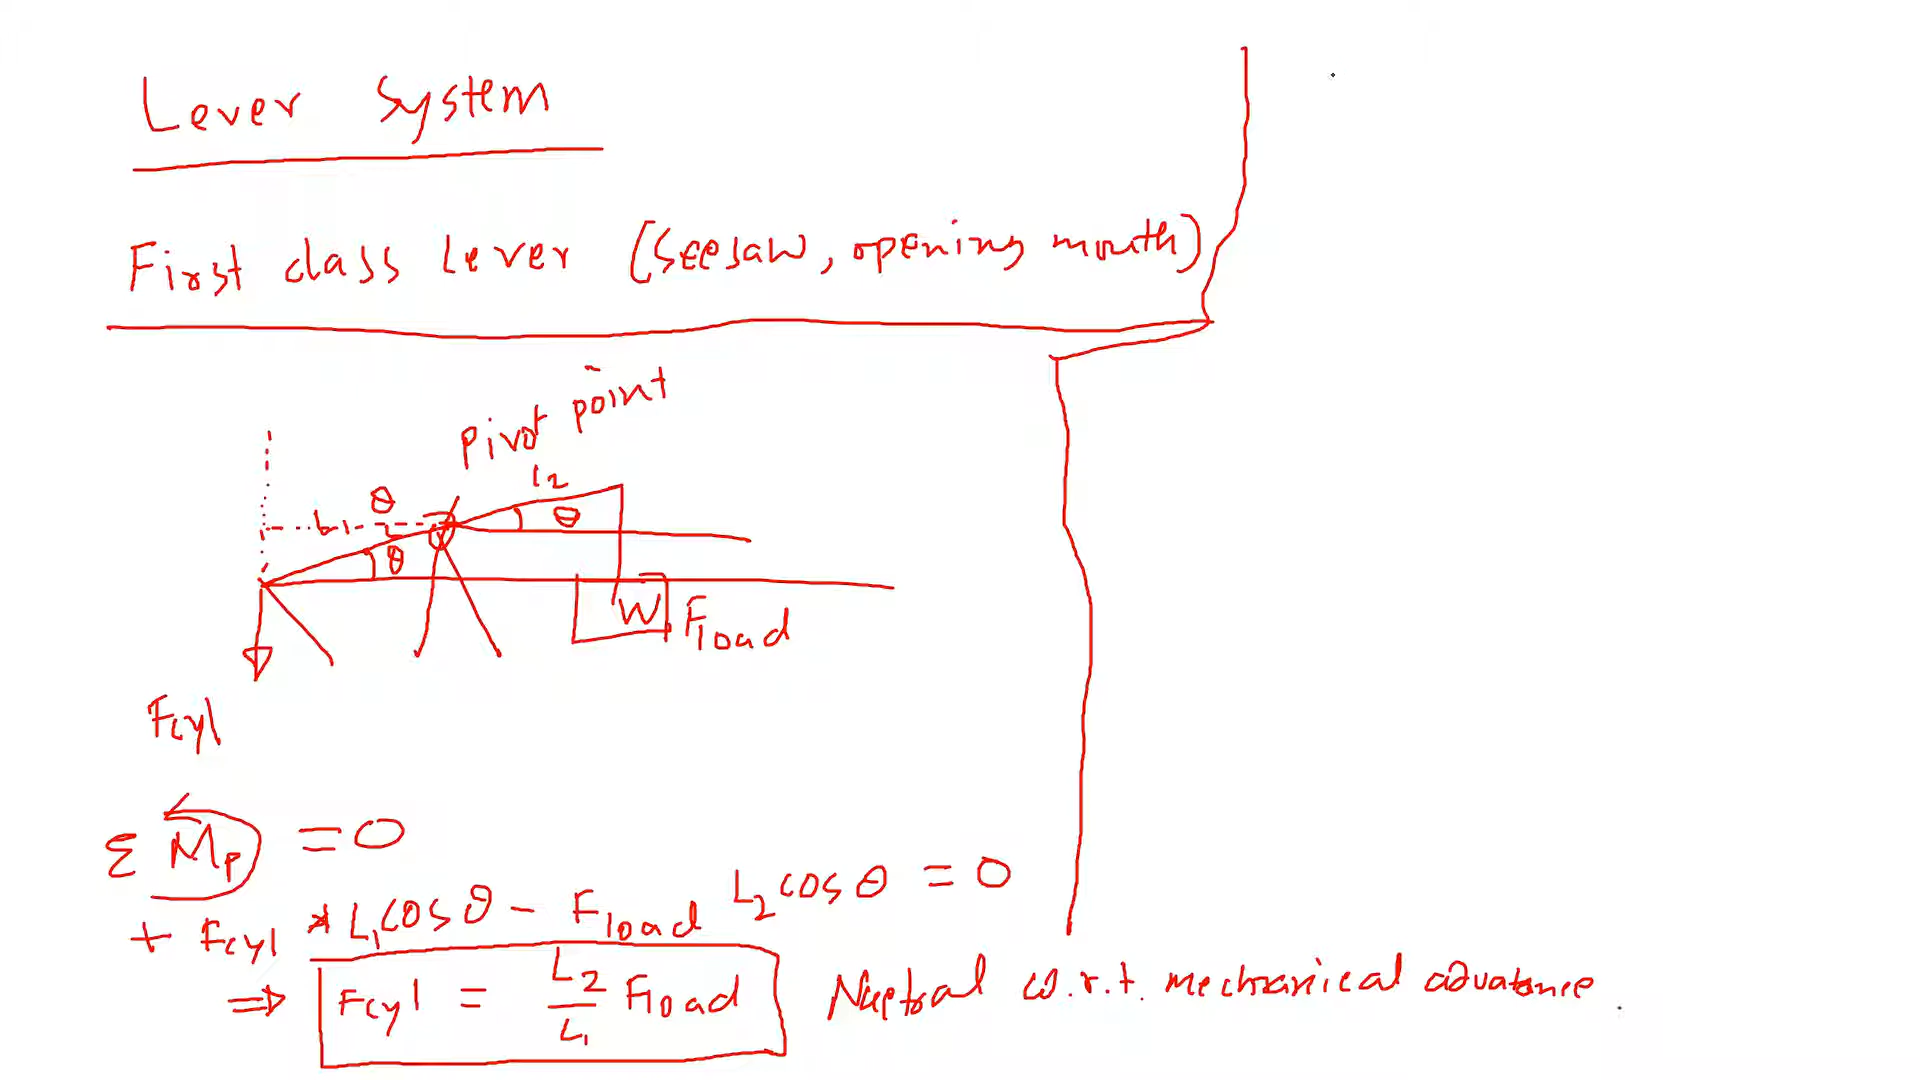 Lever System
First class Lever (Seesaw, opening mouth)
Pivot point
L2
θ
L1
θ
θ
W
Fload
Fcyl
Σ Mp = 0
+ Fcyl * L1 cos θ - Fload L2 cos θ = 0
⇒ Fcyl = L2/L1 Fload Neutral w.r.t. mechanical